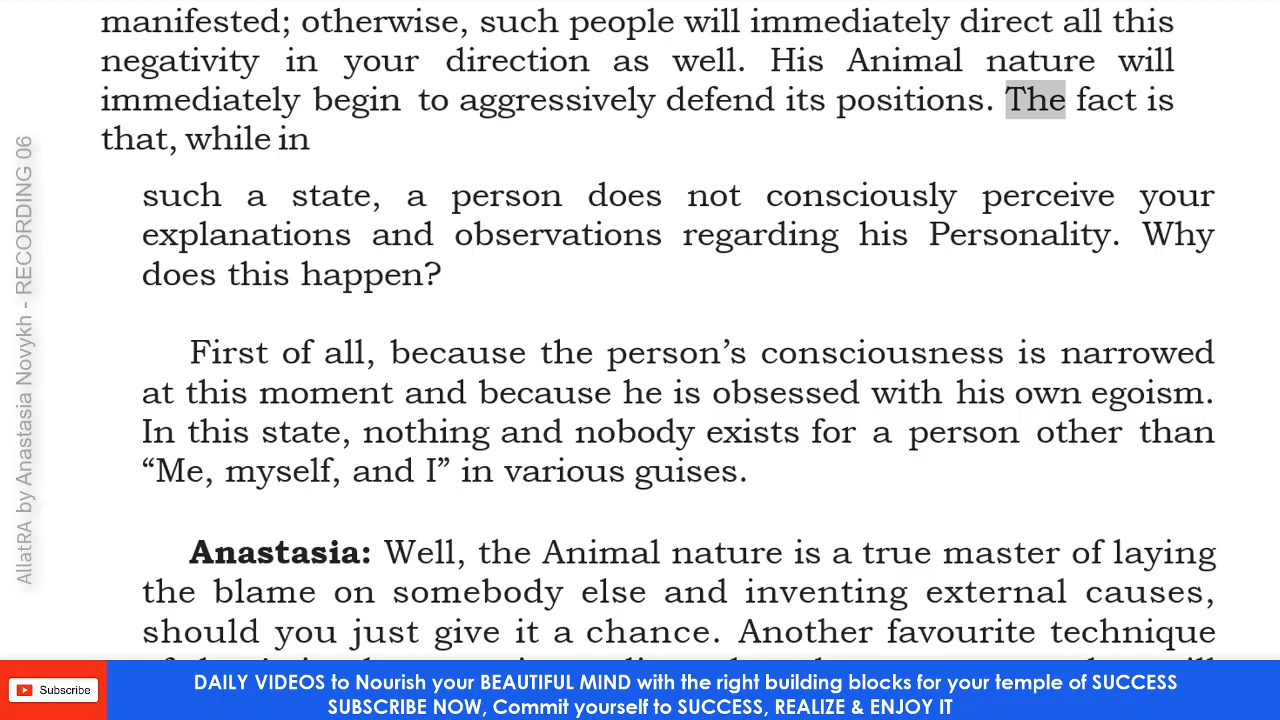 manifested; otherwise, such people will immediately direct all this
negativity in your direction as well. His Animal nature will
immediately begin to aggressively defend its positions. The fact is
that, while in
such a state, a person does not consciously perceive your
explanations and observations regarding his Personality. Why
does this happen?
First of all, because the person’s consciousness is narrowed
at this moment and because he is obsessed with his own egoism.
In this state, nothing and nobody exists for a person other than
“Me, myself, and I” in various guises.
Anastasia: Well, the Animal nature is a true master of laying
the blame on somebody else and inventing external causes,
should you just give it a chance. Another favourite technique
AllatRA by Anastasia Novykh - RECORDING 06
Subscribe
DAILY VIDEOS to Nourish your BEAUTIFUL MIND with the right building blocks for your temple of SUCCESS
SUBSCRIBE NOW, Commit yourself to SUCCESS, REALIZE & ENJOY IT